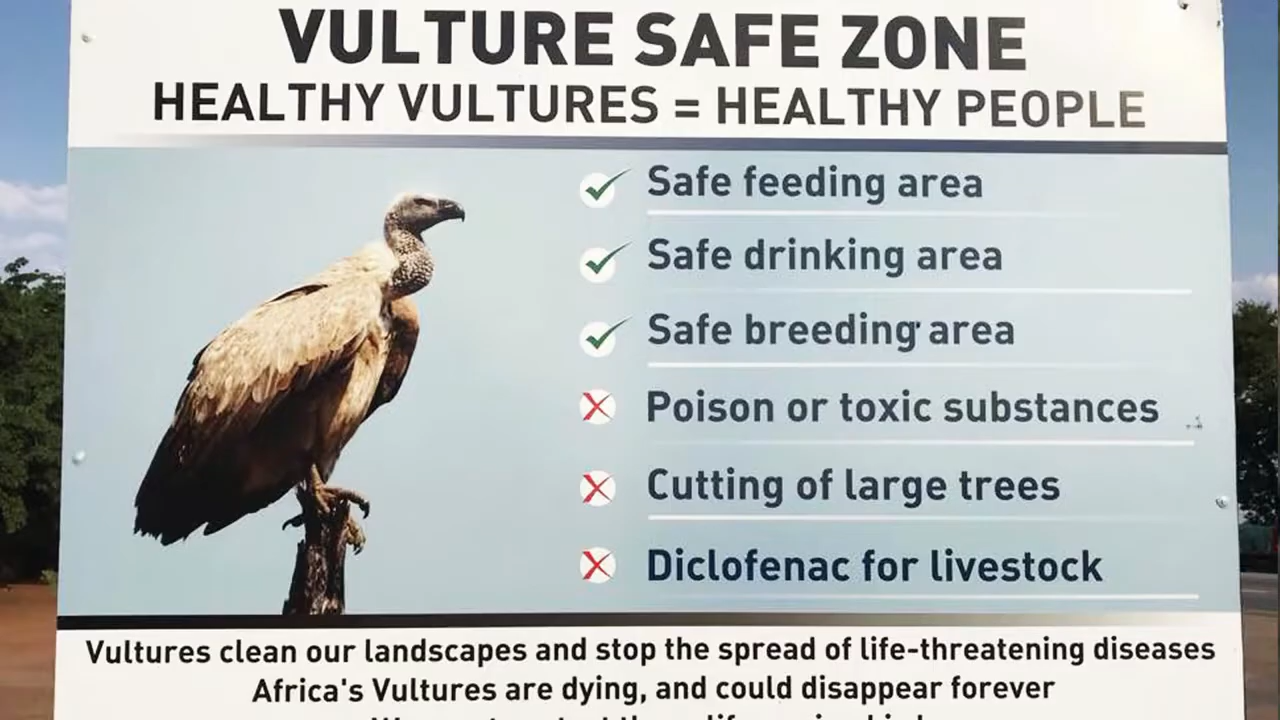 VULTURE SAFE ZONE
HEALTHY VULTURES = HEALTHY PEOPLE
Safe feeding area
Safe drinking area
Safe breeding area
Poison or toxic substances
Cutting of large trees
Diclofenac for livestock
Vultures clean our landscapes and stop the spread of life-threatening diseases
Africa's Vultures are dying, and could disappear forever